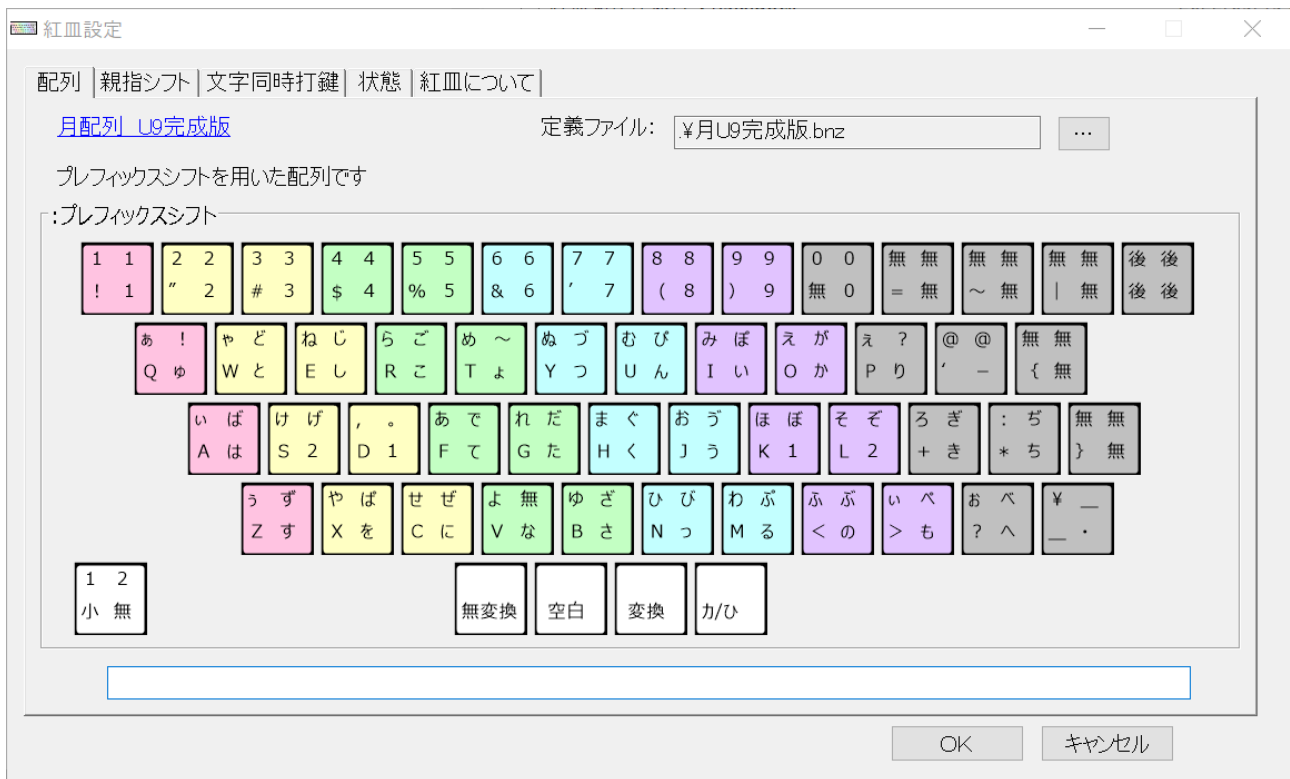 紅皿設定
配列 親指シフト 文字同時打鍵 状態 紅皿について
月配列 U9完成版 定義ファイル: .¥月U9完成版.bnz ...
プレフィックスシフトを用いた配列です
:プレフィックスシフト
1 1 2 2 3 3 4 4 5 5 6 6 7 7 8 8 9 9 0 0 無 無 無 無 無 無 後 後
! 1 ″ 2 # 3 $ 4 % 5 & 6 ′ 7 ( 8 ) 9 無 0 = 無 ～ 無 | 無 後 後
ぁ ! ゃ ど ね じ ら ご め ～ ぬ づ む ぴ み ぽ え が ぇ ? @ @ 無 無
Q ゅ W と E し R こ T ょ Y つ U ん I い O か P り ‘ － { 無
ぃ ば け げ , 。 あ で れ だ ま ぐ お ゔ ほ ぼ そ ぞ ろ ぎ : ぢ 無 無
A は S 2 D 1 F て G た H く J う K 1 L 2 + き * ち } 無
ぅ ず や ぱ せ ぜ よ 無 ゆ ざ ひ び わ ぷ ふ ぶ ぃ ペ ぉ べ ¥ ＿
Z す X を C に V な B さ N っ M る < の > も ? へ ＿ ・
1 2
小 無 無変換 空白 変換 カ/ひ
OK キャンセル